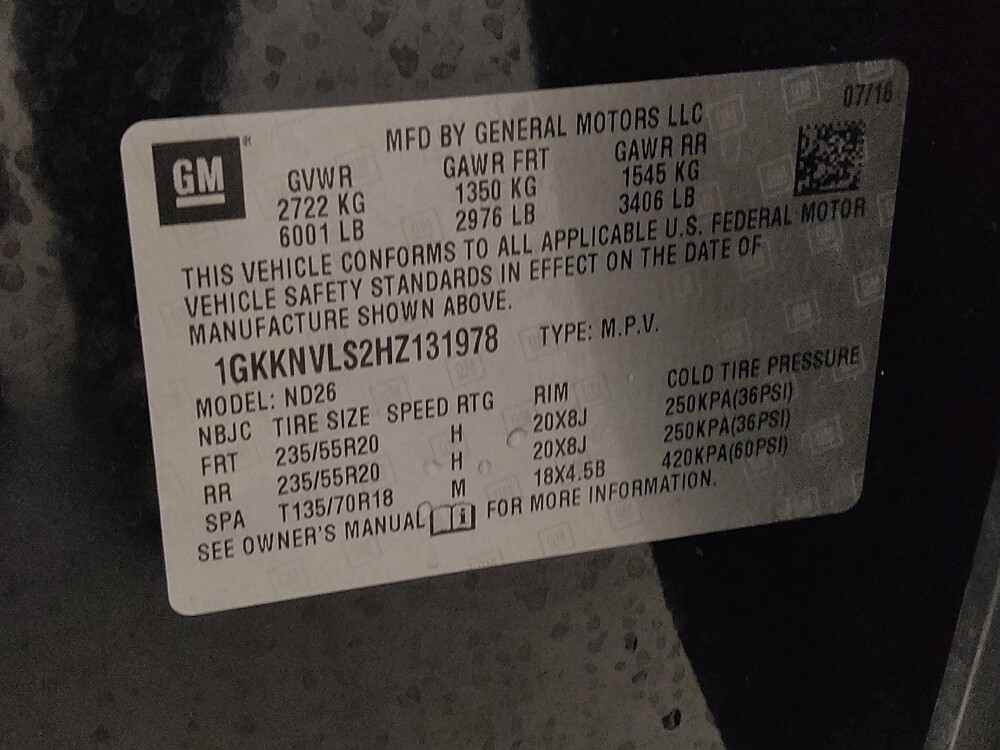 07/16
GM
MFD BY GENERAL MOTORS LLC
GVWR GAWR FRT GAWR RR
2722 KG 1350 KG 1545 KG
6001 LB 2976 LB 3406 LB
THIS VEHICLE CONFORMS TO ALL APPLICABLE U.S. FEDERAL MOTOR
VEHICLE SAFETY STANDARDS IN EFFECT ON THE DATE OF
MANUFACTURE SHOWN ABOVE.
1GKKNVLS2HZ131978 TYPE: M.P.V.
MODEL: ND26
NBJC TIRE SIZE SPEED RTG RIM COLD TIRE PRESSURE
FRT 235/55R20 H 20X8J 250KPA(36PSI)
RR 235/55R20 H 20X8J 250KPA(36PSI)
SPA T135/70R18 M 18X4.5B 420KPA(60PSI)
SEE OWNER'S MANUAL i FOR MORE INFORMATION.